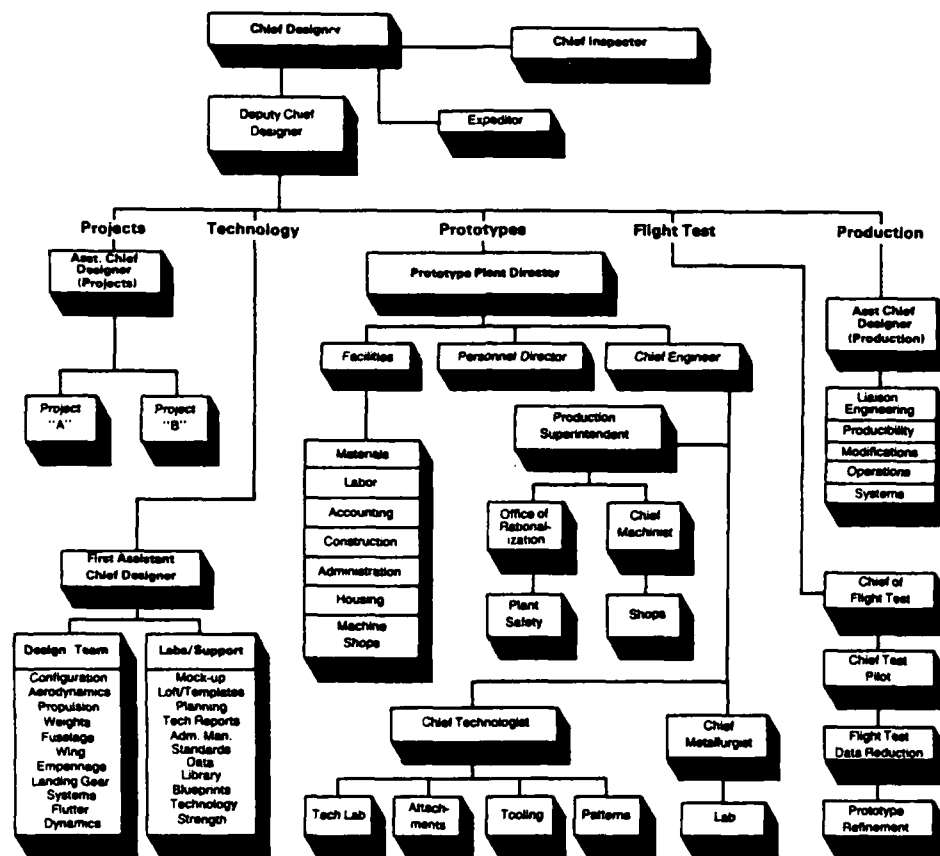 Chief Designer
Chief Inspector
Deputy Chief
Designer
Expeditor
Projects
Technology
Prototypes
Flight Test
Production
Asst. Chief
Designer
(Projects)
Prototype Plant Director
Asst Chief
Designer
(Production)
Facilities
Personnel Director
Chief Engineer
Project
"A"
Project
"B"
Liaison
Engineering
Producibility
Modifications
Operations
Systems
Production
Superintendent
Materials
Labor
Accounting
Construction
Administration
Housing
Machine
Shops
Office of
Rational-
ization
Chief
Machinist
Plant
Safety
Shops
First Assistant
Chief Designer
Chief of
Flight Test
Design Team
Configuration
Aerodynamics
Propulsion
Weights
Fuselage
Wing
Empennage
Landing Gear
Systems
Flutter
Dynamics
Labs/Support
Mock-up
Loft/Templates
Planning
Tech Reports
Adm. Man.
Standards
Data
Library
Blueprints
Technology
Strength
Chief Test
Pilot
Chief Technologist
Chief
Metallurgist
Flight Test
Data Reduction
Tech Lab
Attach-
ments
Tooling
Patterns
Lab
Prototype
Refinement